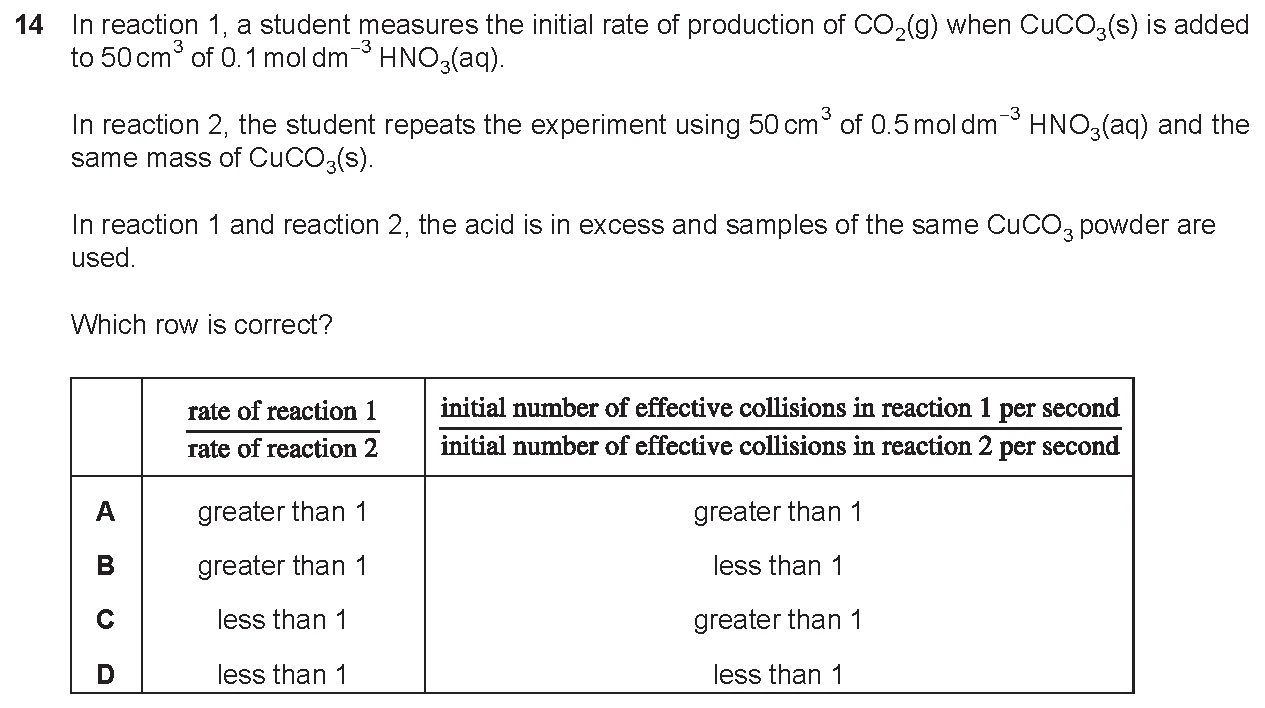 14 In reaction 1, a student measures the initial rate of production of CO₂(g) when CuCO₃(s) is added
to 50 cm³ of 0.1 mol dm⁻³ HNO₃(aq).
In reaction 2, the student repeats the experiment using 50 cm³ of 0.5 mol dm⁻³ HNO₃(aq) and the
same mass of CuCO₃(s).
In reaction 1 and reaction 2, the acid is in excess and samples of the same CuCO₃ powder are
used.
Which row is correct?
rate of reaction 1
rate of reaction 2
initial number of effective collisions in reaction 1 per second
initial number of effective collisions in reaction 2 per second
A greater than 1 greater than 1
B greater than 1 less than 1
C less than 1 greater than 1
D less than 1 less than 1